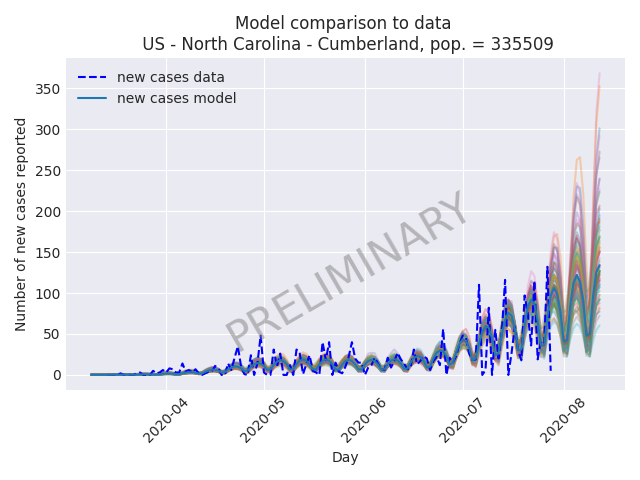 Model comparison to data
US - North Carolina - Cumberland, pop. = 335509
new cases data
new cases model
Number of new cases reported
350
300
250
200
150
100
50
0
PRELIMINARY
2020-04
2020-05
2020-06
2020-07
2020-08
Day